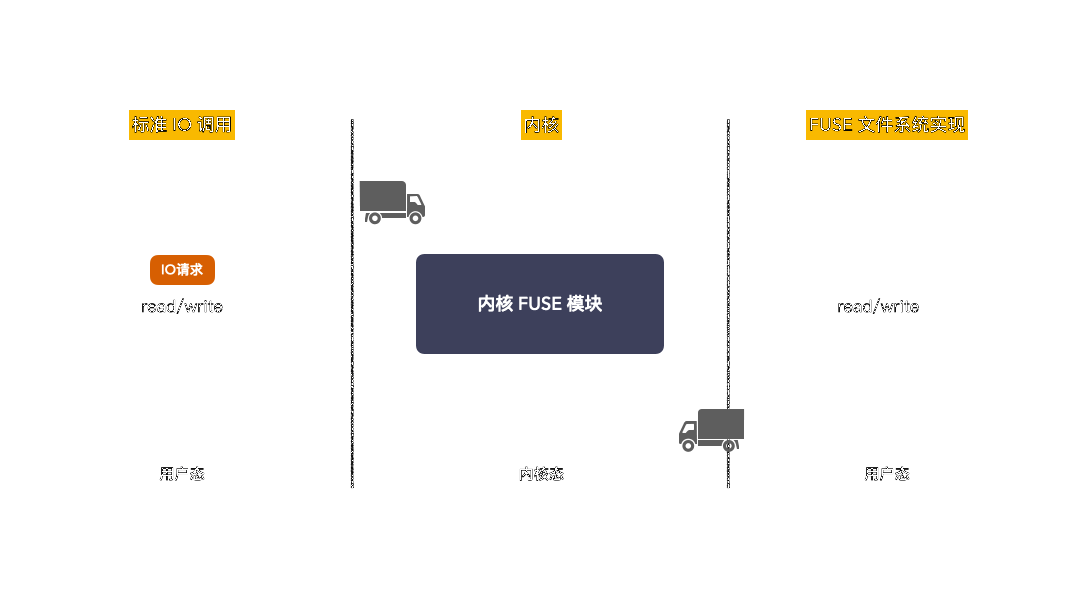 标准 IO 调用
内核
FUSE 文件系统实现
IO请求
read/write
内核 FUSE 模块
read/write
用户态
内核态
用户态